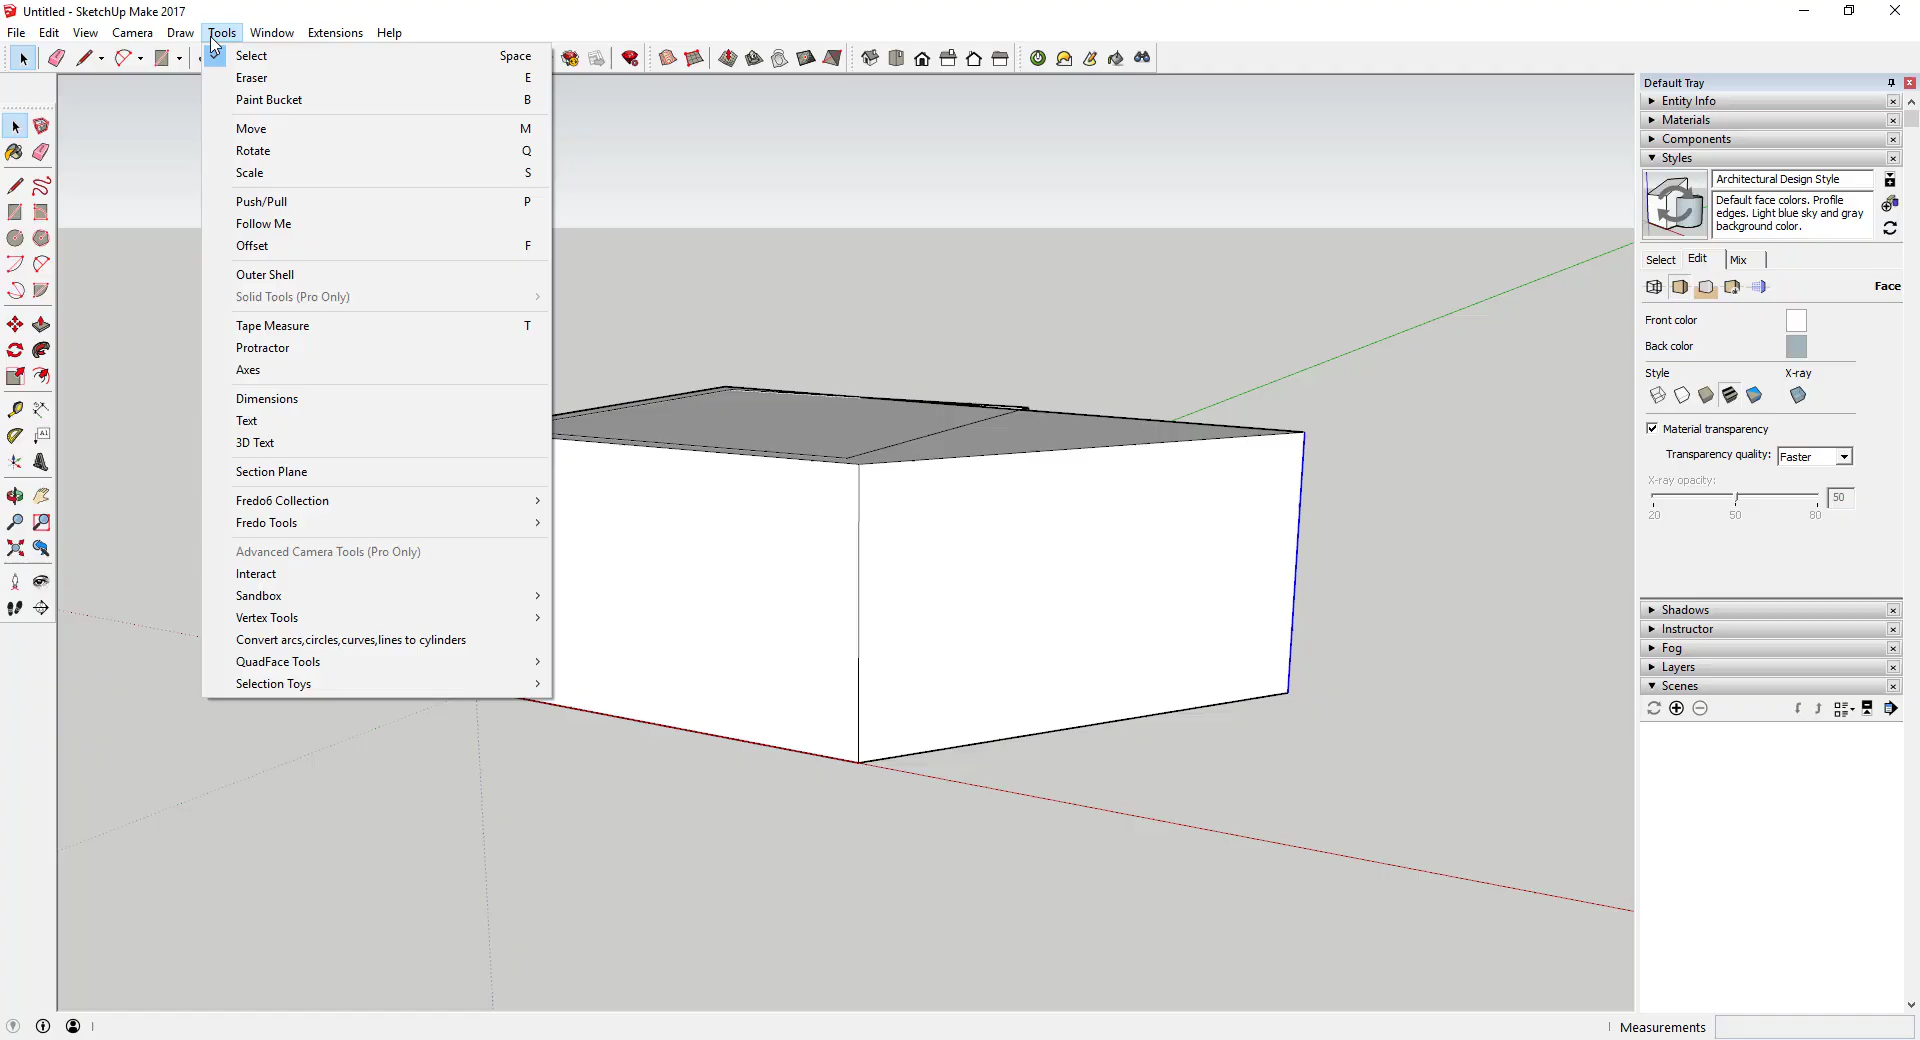 Untitled - SketchUp Make 2017
File Edit View Camera Draw Tools Window Extensions Help
Select Space
Eraser E
Paint Bucket B
Move M
Rotate Q
Scale S
Push/Pull P
Follow Me
Offset F
Outer Shell
Solid Tools (Pro Only)
Tape Measure T
Protractor
Axes
Dimensions
Text
3D Text
Section Plane
Fredo6 Collection
Fredo Tools
Advanced Camera Tools (Pro Only)
Interact
Sandbox
Vertex Tools
Convert arcs,circles,curves,lines to cylinders
QuadFace Tools
Selection Toys
Default Tray
Entity Info
Materials
Components
Styles
Architectural Design Style
Default face colors. Profile
edges. Light blue sky and gray
background color.
Select Edit Mix
Face
Front color
Back color
Style X-ray
Material transparency
Transparency quality: Faster
X-ray opacity:
50
20 50 80
Shadows
Instructor
Fog
Layers
Scenes
Measurements